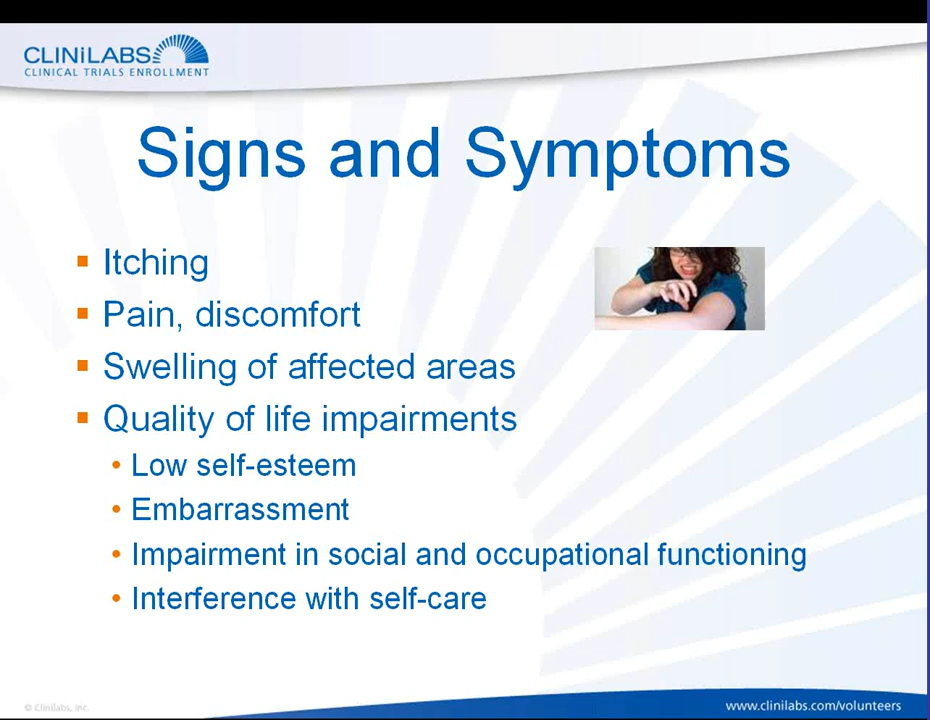 CLINiLABS
CLINICAL TRIALS ENROLLMENT
Signs and Symptoms
Itching
Pain, discomfort
Swelling of affected areas
Quality of life impairments
Low self-esteem
Embarrassment
Impairment in social and occupational functioning
Interference with self-care
© Clinilabs, Inc.
www.clinilabs.com/volunteers